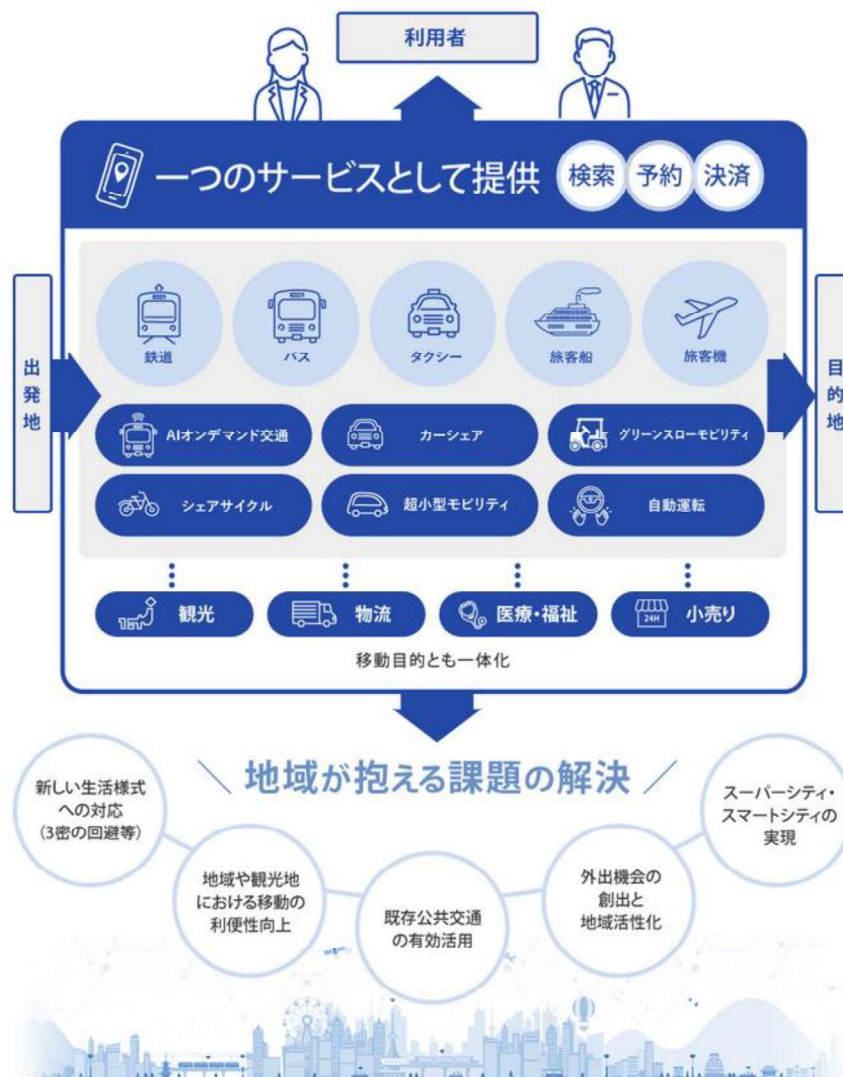 利用者
一つのサービスとして提供 検索 予約 決済
出発地
目的地
鉄道 バス タクシー 旅客船 旅客機
AIオンデマンド交通 カーシェア グリーンスローモビリティ
シェアサイクル 超小型モビリティ 自動運転
観光 物流 医療・福祉 24H 小売り
移動目的とも一体化
地域が抱える課題の解決
新しい生活様式
への対応
(3密の回避等)
地域や観光地
における移動の
利便性向上
既存公共交通
の有効活用
外出機会の
創出と
地域活性化
スーパーシティ・
スマートシティの
実現